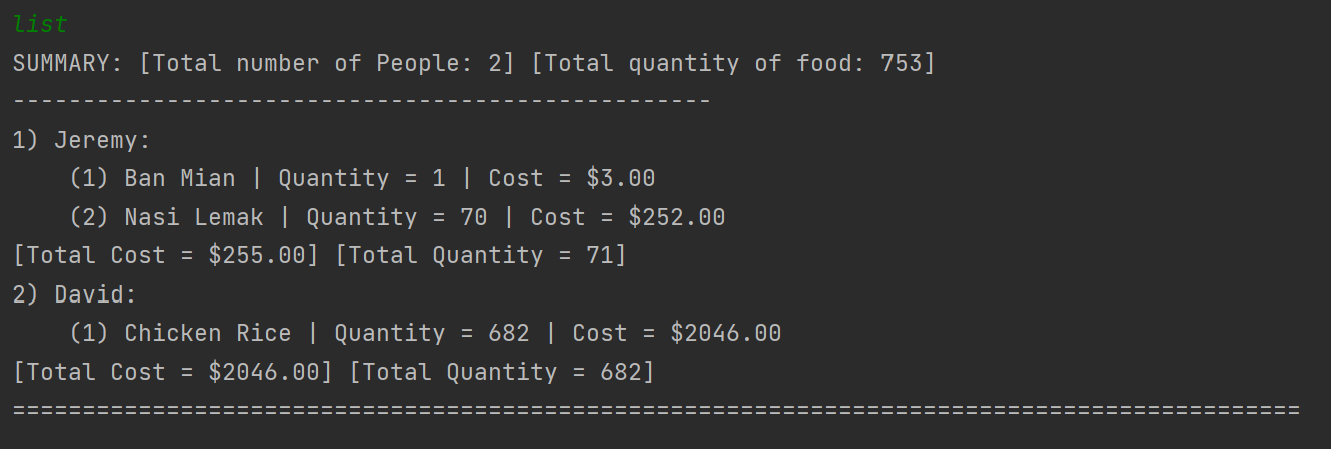 list
SUMMARY: [Total number of People: 2] [Total quantity of food: 753]
--------------------------------------------------
1) Jeremy:
    (1) Ban Mian | Quantity = 1 | Cost = $3.00
    (2) Nasi Lemak | Quantity = 70 | Cost = $252.00
[Total Cost = $255.00] [Total Quantity = 71]
2) David:
    (1) Chicken Rice | Quantity = 682 | Cost = $2046.00
[Total Cost = $2046.00] [Total Quantity = 682]
============================================================================================